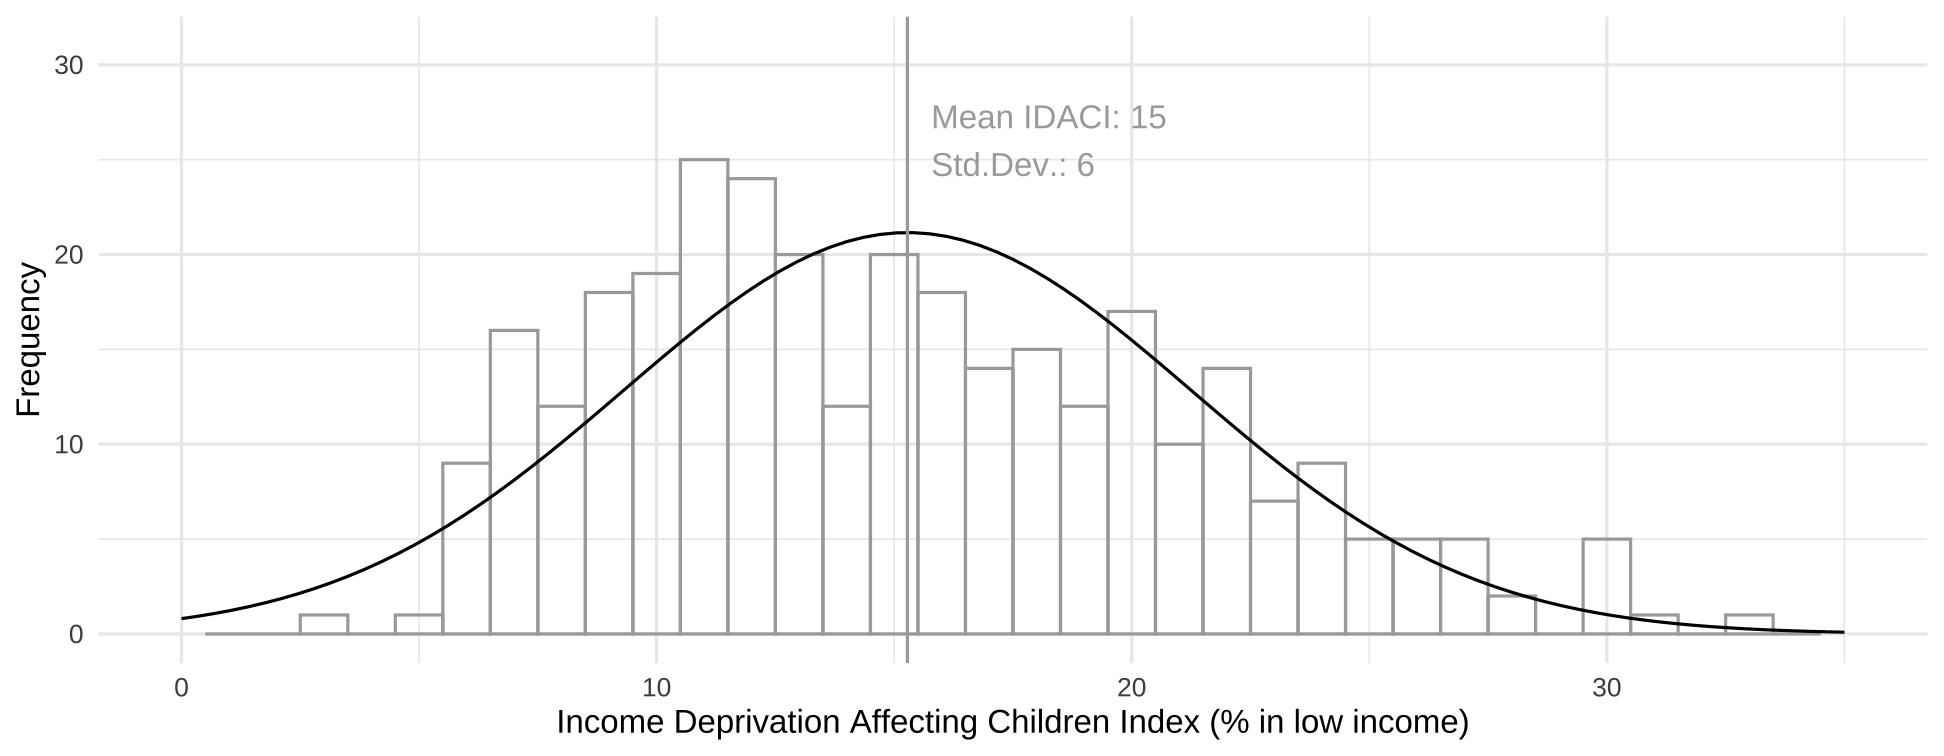 30
20
10
0
Frequency
Mean IDACI: 15
Std.Dev.: 6
0 10 20 30
Income Deprivation Affecting Children Index (% in low income)